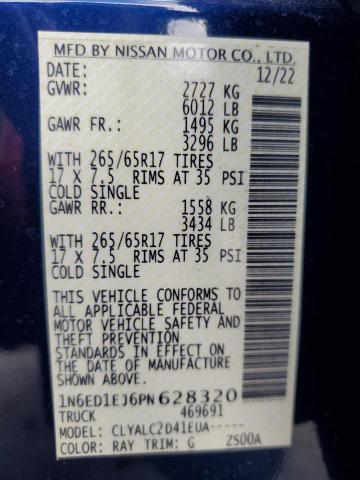 MFD BY NISSAN MOTOR CO., LTD.
DATE: 12/22
GVWR: 2727 KG
6012 LB
GAWR FR.: 1495 KG
3296 LB
WITH 265/65R17 TIRES
17 X 7.5 RIMS AT 35 PSI
COLD SINGLE
GAWR RR.: 1558 KG
3434 LB
WITH 265/65R17 TIRES
17 X 7.5 RIMS AT 35 PSI
COLD SINGLE
THIS VEHICLE CONFORMS TO
ALL APPLICABLE FEDERAL
MOTOR VEHICLE SAFETY AND
THEFT PREVENTION
STANDARDS IN EFFECT ON
THE DATE OF MANUFACTURE
SHOWN ABOVE.
1N6ED1EJ6PN628320
TRUCK 469691
MODEL: CLYALC2D41EUA-----
COLOR: RAY TRIM: G ZS00A